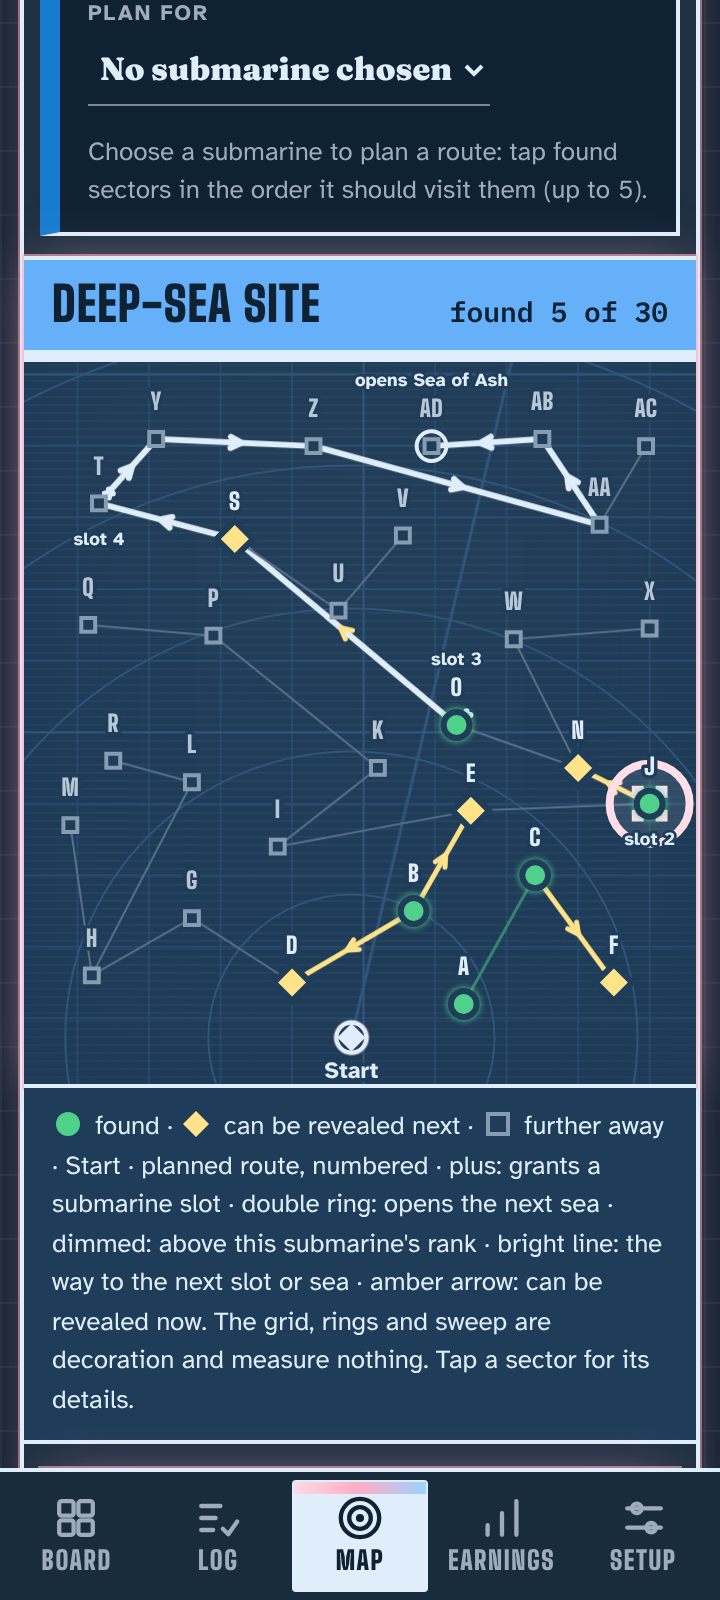 PLAN FOR
No submarine chosen
Choose a submarine to plan a route: tap found
sectors in the order it should visit them (up to 5).
DEEP-SEA SITE
found 5 of 30
opens Sea of Ash
Y
Z
AD
AB
AC
T
S
V
AA
slot 4
Q
P
U
W
X
slot 3
O
R
L
K
N
J
M
I
E
slot 2
C
G
B
H
D
A
F
Start
found · can be revealed next · further away
· Start · planned route, numbered · plus: grants a
submarine slot · double ring: opens the next sea ·
dimmed: above this submarine's rank · bright line: the
way to the next slot or sea · amber arrow: can be
revealed now. The grid, rings and sweep are
decoration and measure nothing. Tap a sector for its
details.
BOARD
LOG
MAP
EARNINGS
SETUP